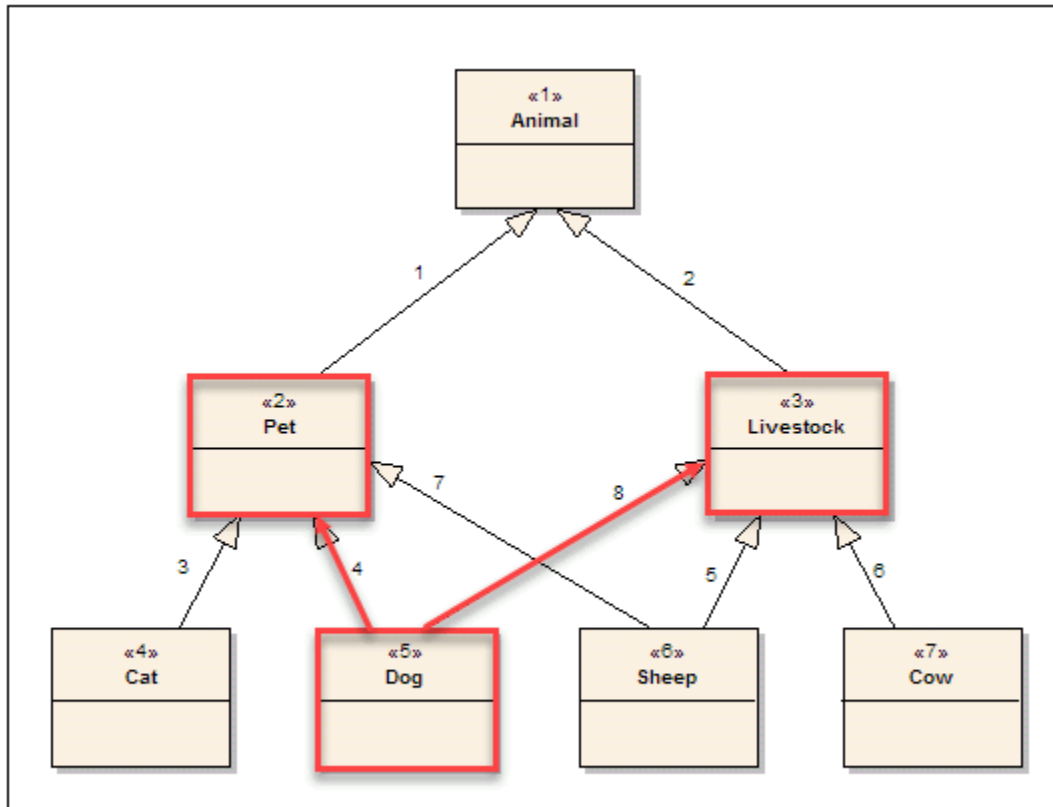 «1»
Animal
1
2
«2»
Pet
«3»
Livestock
7
8
3
4
5
6
«4»
Cat
«5»
Dog
«6»
Sheep
«7»
Cow